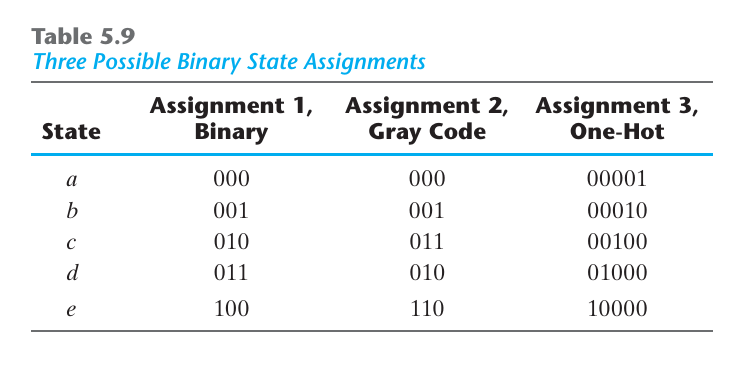 Table 5.9
Three Possible Binary State Assignments
Assignment 1, Assignment 2, Assignment 3,
State Binary Gray Code One-Hot
a 000 000 00001
b 001 001 00010
c 010 011 00100
d 011 010 01000
e 100 110 10000